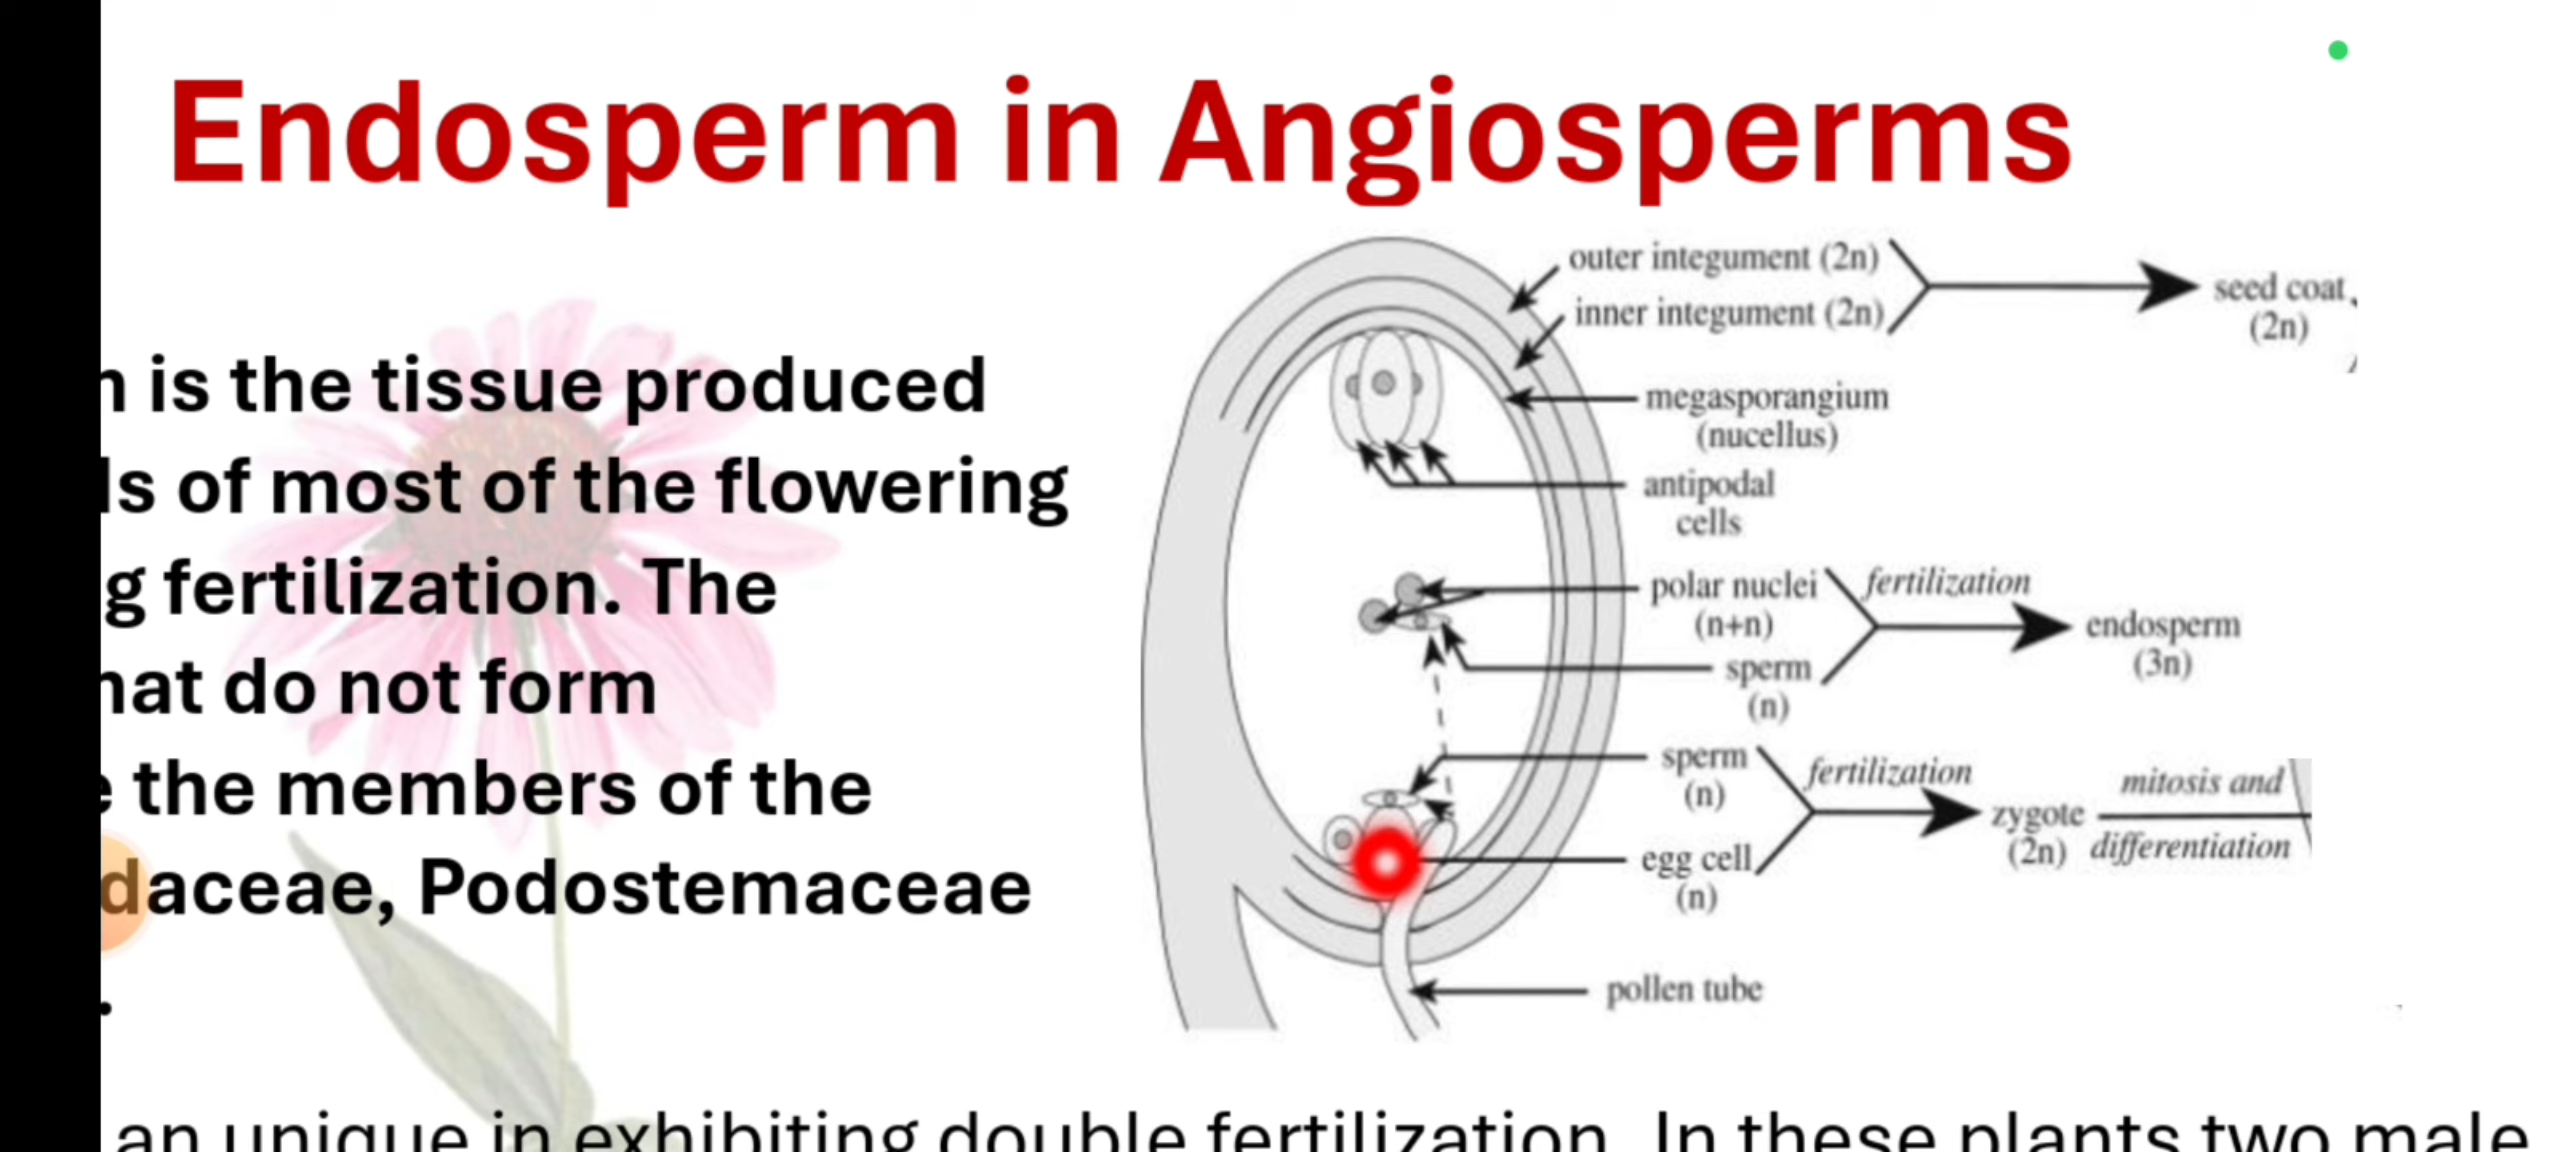 Endosperm in Angiosperms
is the tissue produced
ls of most of the flowering
g fertilization. The
hat do not form
the members of the
daceae, Podostemaceae
.
outer integument (2n)
inner integument (2n)
seed coat
(2n)
megasporangium
(nucellus)
antipodal
cells
polar nuclei
(n+n)
fertilization
sperm
(n)
endosperm
(3n)
sperm
(n)
fertilization
egg cell
(n)
zygote
(2n)
mitosis and
differentiation
pollen tube
an unique in exhibiting double fertilization. In these plants two male